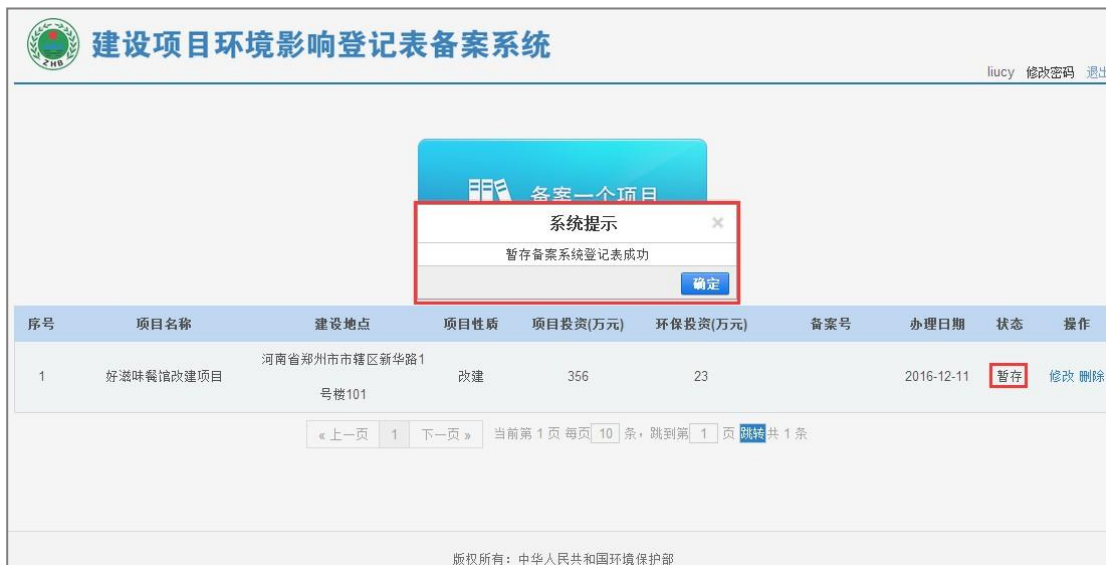 ZHB
建设项目环境影响登记表备案系统
liucy 修改密码 退出
备案一个项目
系统提示 ×
暂存备案系统登记表成功
确定
序号 项目名称 建设地点 项目性质 项目投资(万元) 环保投资(万元) 备案号 办理日期 状态 操作
1 好滋味餐馆改建项目 河南省郑州市市辖区新华路1 改建 356 23 2016-12-11 暂存 修改 删除
号楼101
«上一页 1 下一页» 当前第 1 页 每页 10 条，跳到第 1 页 跳转 共 1 条
版权所有：中华人民共和国环境保护部